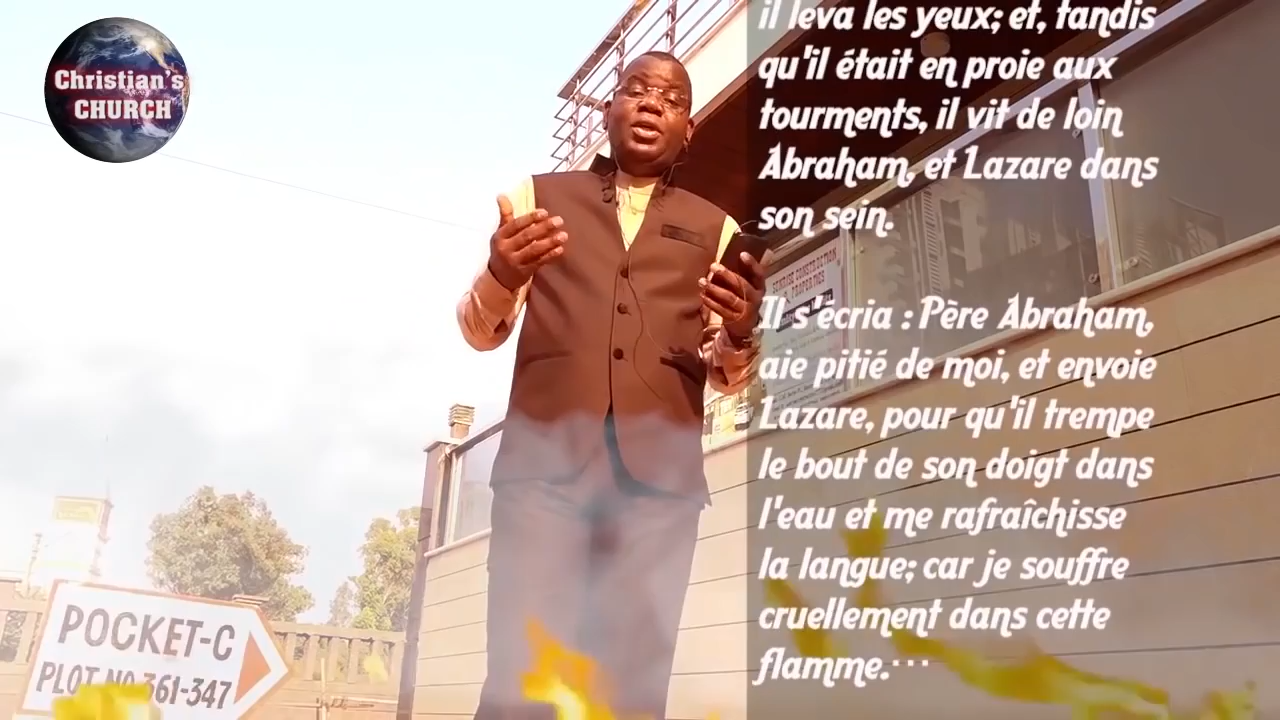 Christian's
CHURCH
il leva les yeux; et, tandis
qu'il était en proie aux
tourments, il vit de loin
Abraham, et Lazare dans
son sein.
Il s'écria : Père Abraham,
aie pitié de moi, et envoie
Lazare, pour qu'il trempe
le bout de son doigt dans
l'eau et me rafraîchisse
la langue; car je souffre
cruellement dans cette
flamme.···
CONSTRUCTION
& PROPERTIES
POCKET-C
PLOT NO 361-347